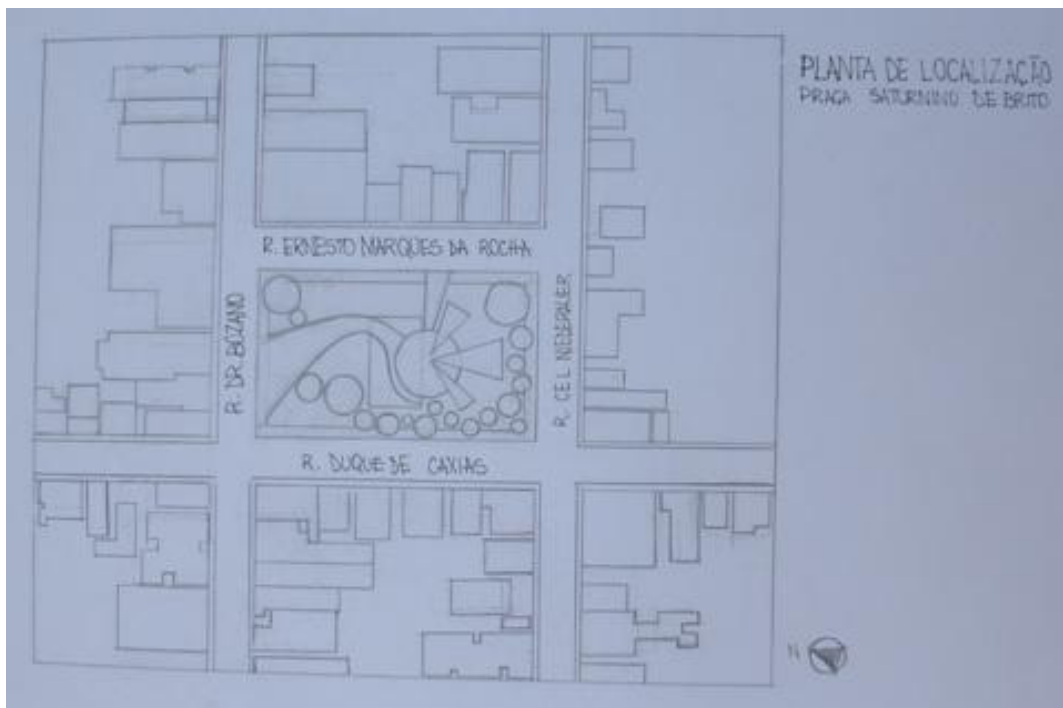 PLANTA DE LOCALIZAÇÃO
PRAÇA SATURNINO DE BRITO
R. ERNESTO MARQUES DA ROCHA
R. DR. BOZANO
R. CEL NIEDERAUER
R. DUQUE DE CAXIAS
N